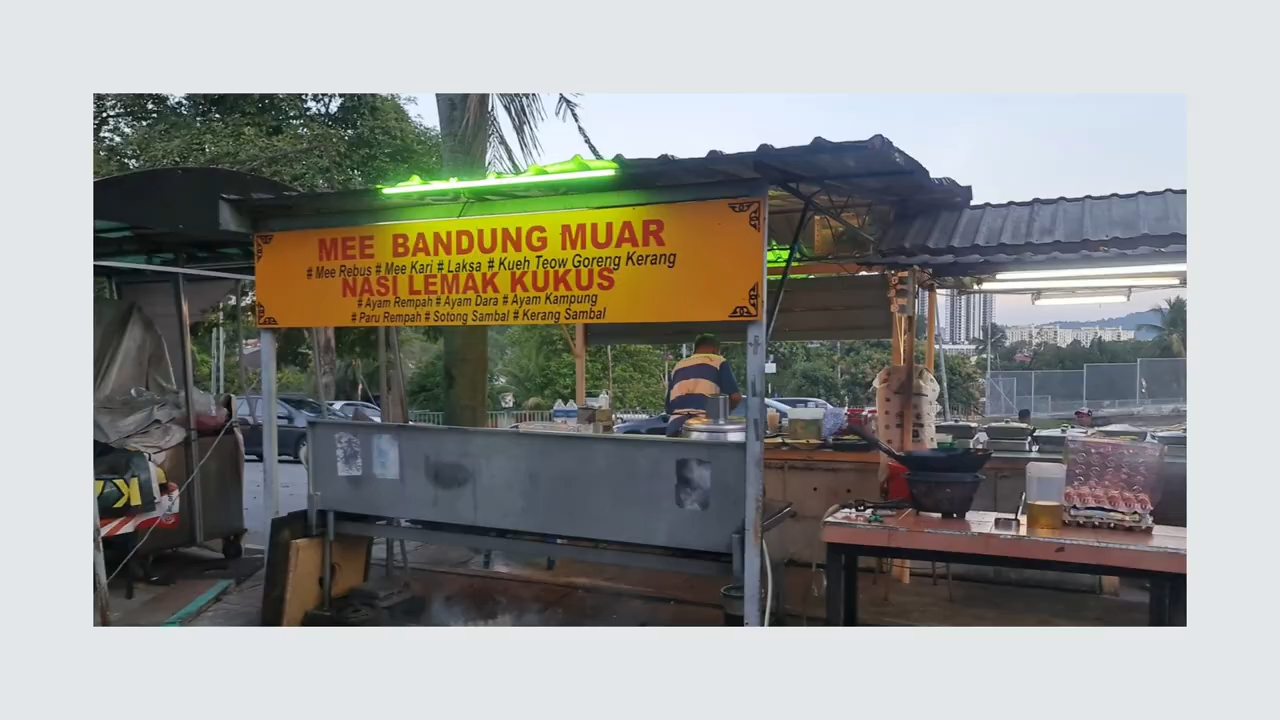 MEE BANDUNG MUAR
# Mee Rebus # Mee Kari # Laksa # Kueh Teow Goreng Kerang
NASI LEMAK KUKUS
# Ayam Rempah # Ayam Dara # Ayam Kampung
# Paru Rempah # Sotong Sambal # Kerang Sambal